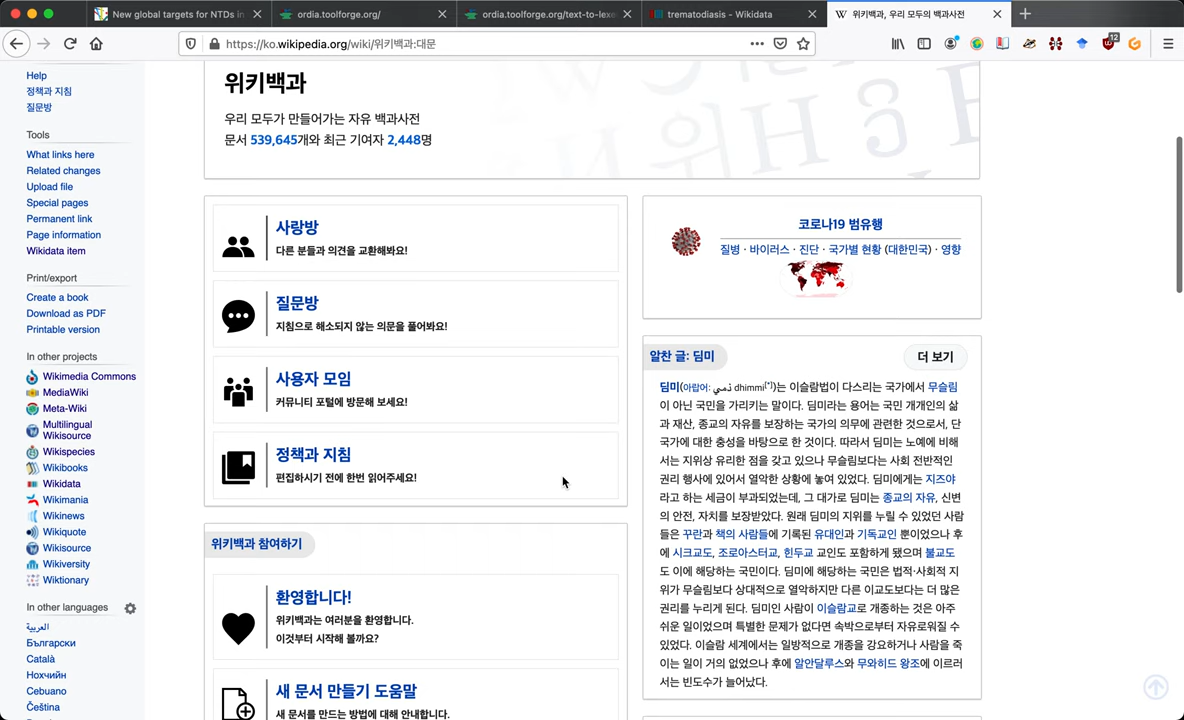 New global targets for NTDs in
ordia.toolforge.org/
ordia.toolforge.org/text-to-lexe
trematodiasis - Wikidata
위키백과, 우리 모두의 백과사전
https://ko.wikipedia.org/wiki/위키백과:대문
12
Help
정책과 지침
질문방
Tools
What links here
Related changes
Upload file
Special pages
Permanent link
Page information
Wikidata item
Print/export
Create a book
Download as PDF
Printable version
In other projects
Wikimedia Commons
MediaWiki
Meta-Wiki
Multilingual
Wikisource
Wikispecies
Wikibooks
Wikidata
Wikimania
Wikinews
Wikiquote
Wikisource
Wikiversity
Wiktionary
In other languages
العربية
Български
Català
Нохчийн
Cebuano
Čeština
위키백과
우리 모두가 만들어가는 자유 백과사전
문서 539,645개와 최근 기여자 2,448명
사랑방
다른 분들과 의견을 교환해보요!
질문방
지침으로 해소되지 않는 의문을 풀어봐요!
사용자 모임
커뮤니티 포털에 방문해 보세요!
정책과 지침
편집하시기 전에 한번 읽어주세요!
위키백과 참여하기
환영합니다!
위키백과는 여러분을 환영합니다.
이것부터 시작해 볼까요?
새 문서 만들기 도움말
새 문서를 만드는 방법에 대해 안내합니다.
코로나19 범유행
질병 · 바이러스 · 진단 · 국가별 현황 (대한민국) · 영향
알찬 글: 딤미
더 보기
딤미(아랍어: ذمي dhimmi[*])는 이슬람법이 다스리는 국가에서 무슬림
이 아닌 국민을 가리키는 말이다. 딤미라는 용어는 국민 개개인의 삶
과 재산, 종교의 자유를 보장하는 국가의 의무에 관련한 것으로서, 단
국가에 대한 충성을 바탕으로 한 것이다. 따라서 딤미는 노예에 비해
서는 지위상 유리한 점을 갖고 있으나 무슬림보다는 사회 전반적인
권리 행사에 있어서 열악한 상황에 놓여 있었다. 딤미에게는 지즈야
라고 하는 세금이 부과되었는데, 그 대가로 딤미는 종교의 자유, 신변
의 안전, 자치를 보장받았다. 원래 딤미의 지위를 누릴 수 있었던 사람
들은 꾸란과 책의 사람들에 기록된 유대인과 기독교인 뿐이었으나 후
에 시크교도, 조로아스터교, 힌두교 교인도 포함하게 됐으며 불교도
도 이에 해당하는 국민이다. 딤미에 해당하는 국민은 법적·사회적 지
위가 무슬림보다 상대적으로 열악하지만 다른 이교도보다는 더 많은
권리를 누리게 된다. 딤미인 사람이 이슬람교로 개종하는 것은 아주
쉬운 일이었으며 특별한 문제가 없다면 속박으로부터 자유로워질 수
있었다. 이슬람 세계에서는 일방적으로 개종을 강요하거나 사람을 죽
이는 일이 거의 없었으나 후에 알안달루스와 무와히드 왕조에 이르러
서는 빈도수가 늘어났다.